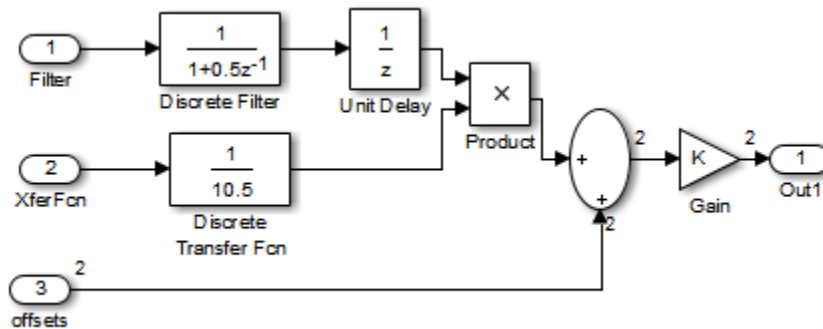 1
Filter
1
1+0.5z-1
Discrete Filter
1
z
Unit Delay
×
Product
2
XferFcn
1
10.5
Discrete
Transfer Fcn
3
offsets
2
+
+
2
2
K
Gain
2
1
Out1